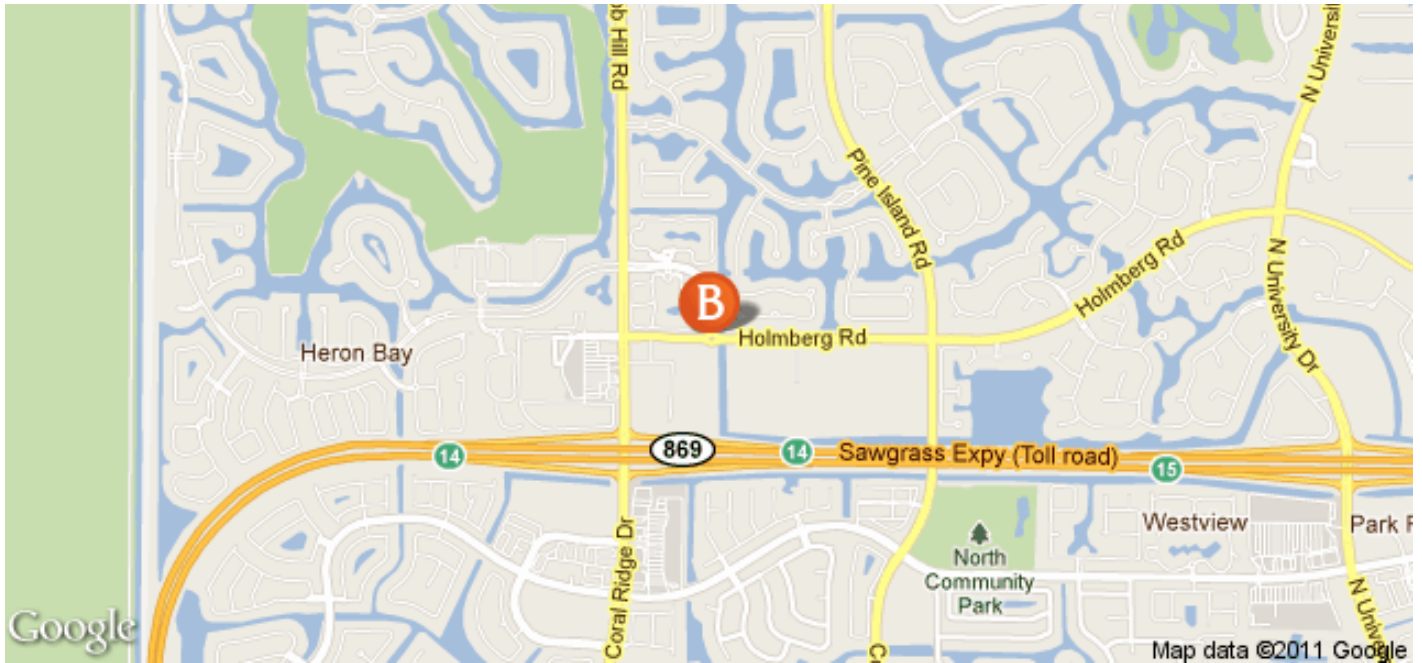 ob Hill Rd
N Universi
Pine Island Rd
Holmberg Rd
N University Dr
B
Holmberg Rd
Heron Bay
869
14
14
Sawgrass Expy (Toll road)
15
Coral Ridge Dr
Westview
Park
North
Community
Park
C
N Univer
Google
Map data ©2011 Google